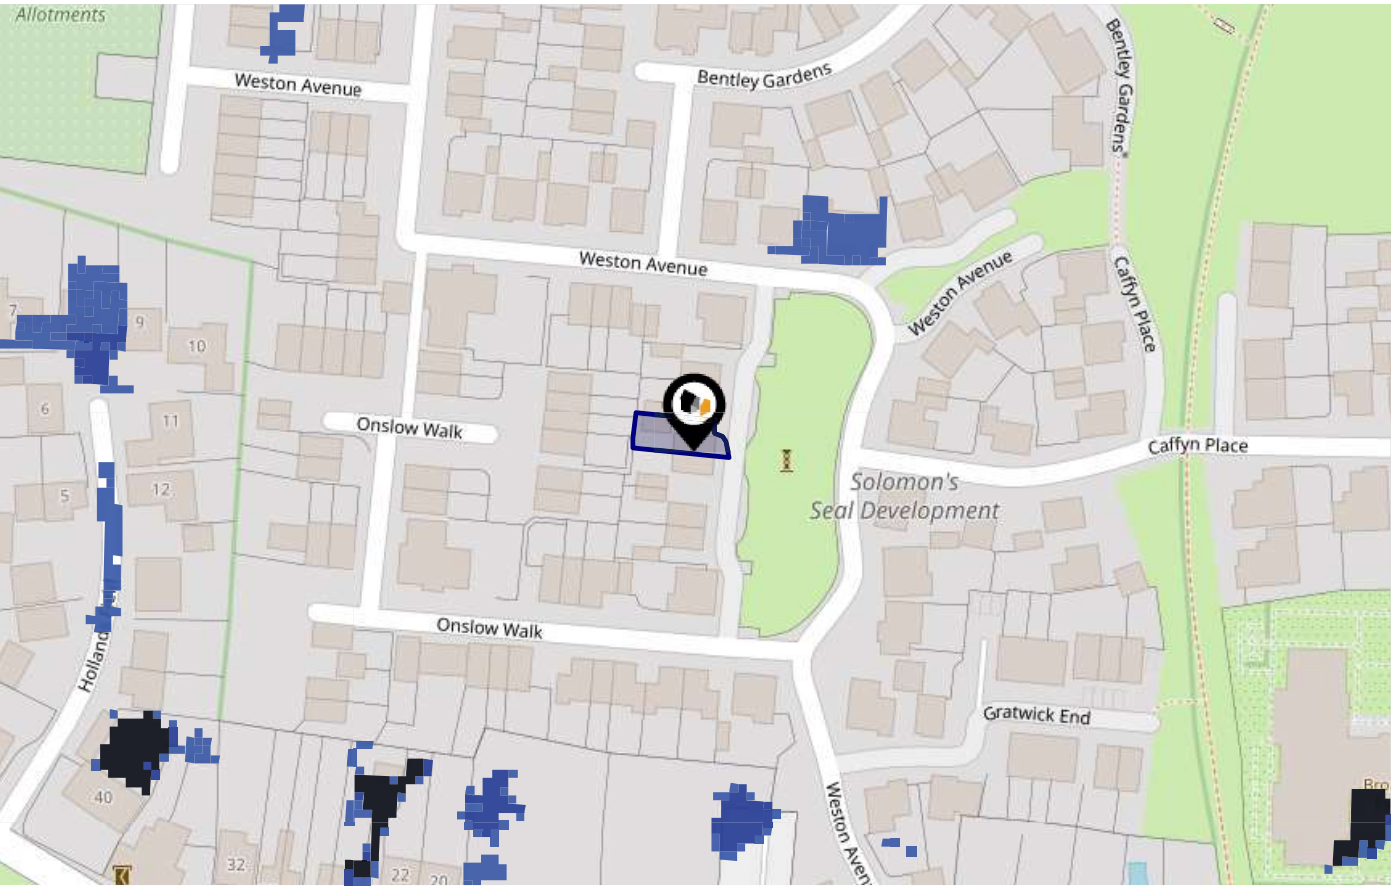 Allotments
Weston Avenue
Bentley Gardens
Bentley Gardens
Weston Avenue
Weston Avenue
Caffyn Place
7
9
10
6
11
Onslow Walk
Caffyn Place
5
12
Solomon's
Seal Development
Onslow Walk
Holland
Gratwick End
40
Bro
32
22
20
Weston Aven